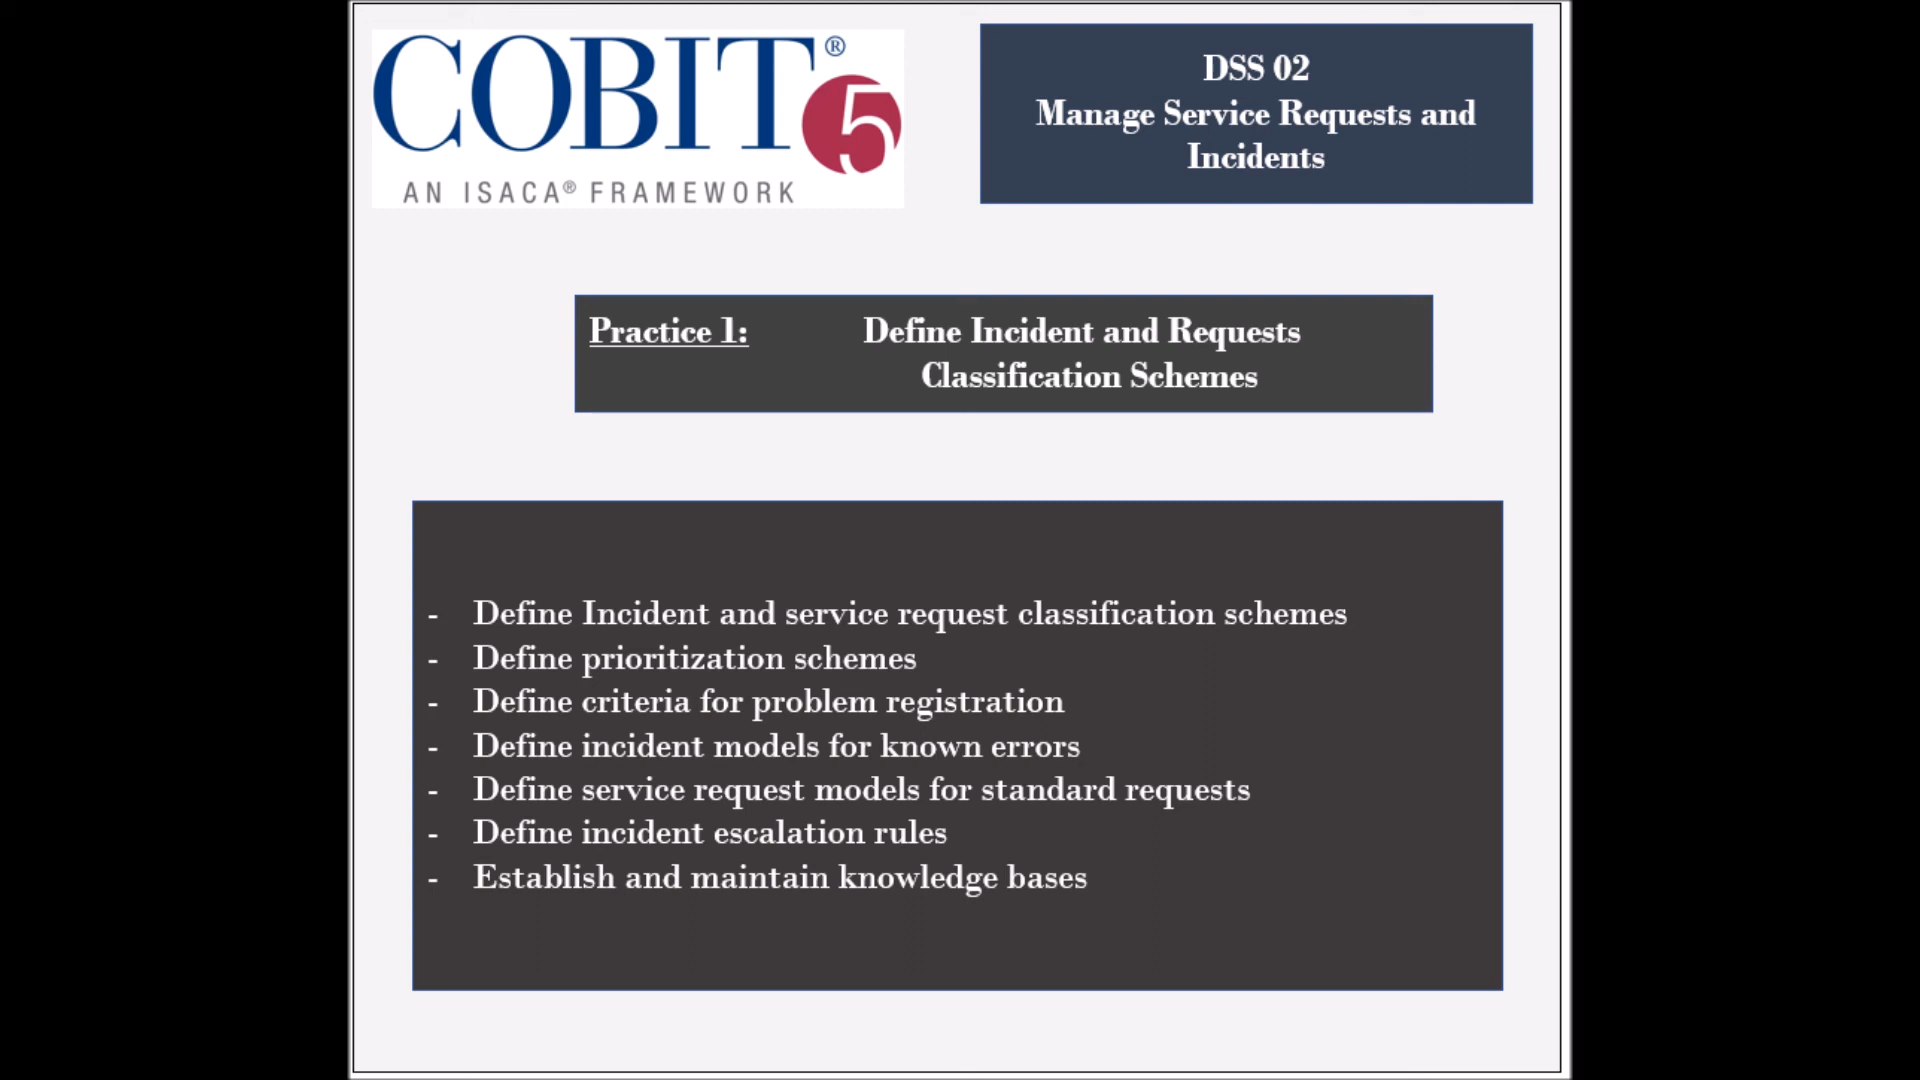 COBIT® 5
AN ISACA® FRAMEWORK
DSS 02
Manage Service Requests and
Incidents
Practice 1: Define Incident and Requests
Classification Schemes
- Define Incident and service request classification schemes
- Define prioritization schemes
- Define criteria for problem registration
- Define incident models for known errors
- Define service request models for standard requests
- Define incident escalation rules
- Establish and maintain knowledge bases